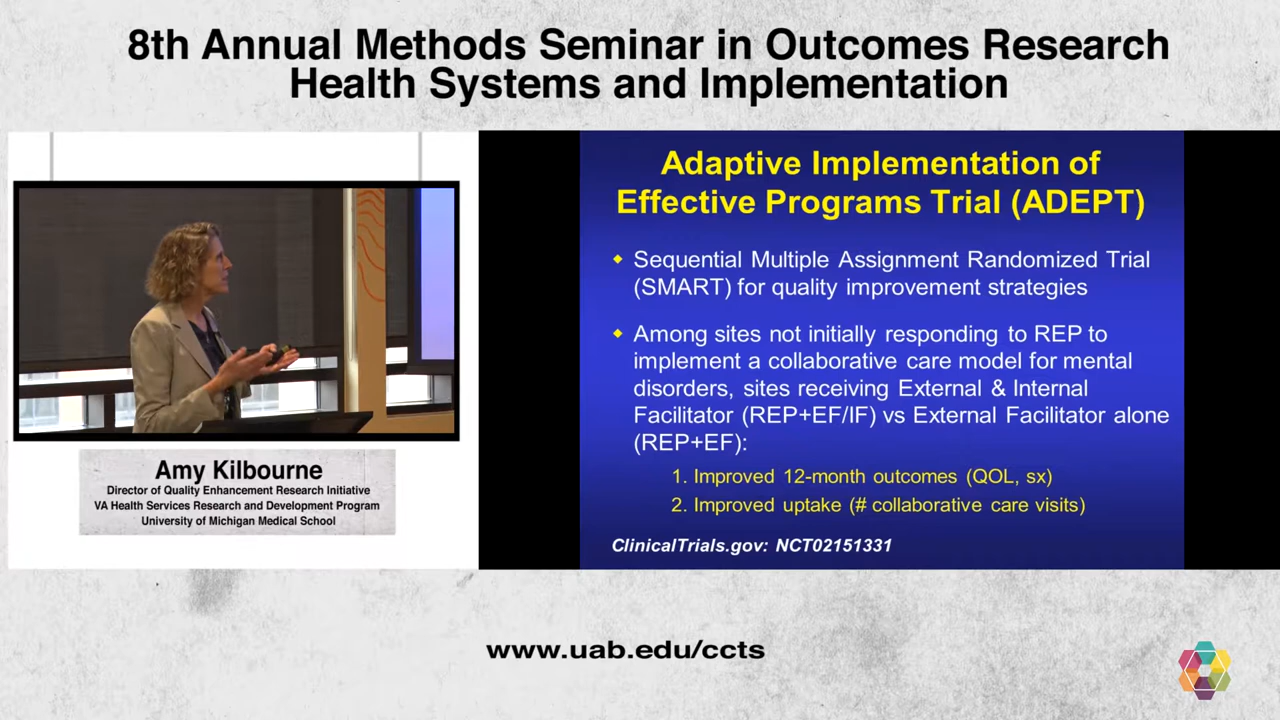 8th Annual Methods Seminar in Outcomes Research
Health Systems and Implementation
Adaptive Implementation of
Effective Programs Trial (ADEPT)
Sequential Multiple Assignment Randomized Trial
(SMART) for quality improvement strategies
Among sites not initially responding to REP to
implement a collaborative care model for mental
disorders, sites receiving External & Internal
Facilitator (REP+EF/IF) vs External Facilitator alone
(REP+EF):
1. Improved 12-month outcomes (QOL, sx)
2. Improved uptake (# collaborative care visits)
ClinicalTrials.gov: NCT02151331
Amy Kilbourne
Director of Quality Enhancement Research Initiative
VA Health Services Research and Development Program
University of Michigan Medical School
www.uab.edu/ccts